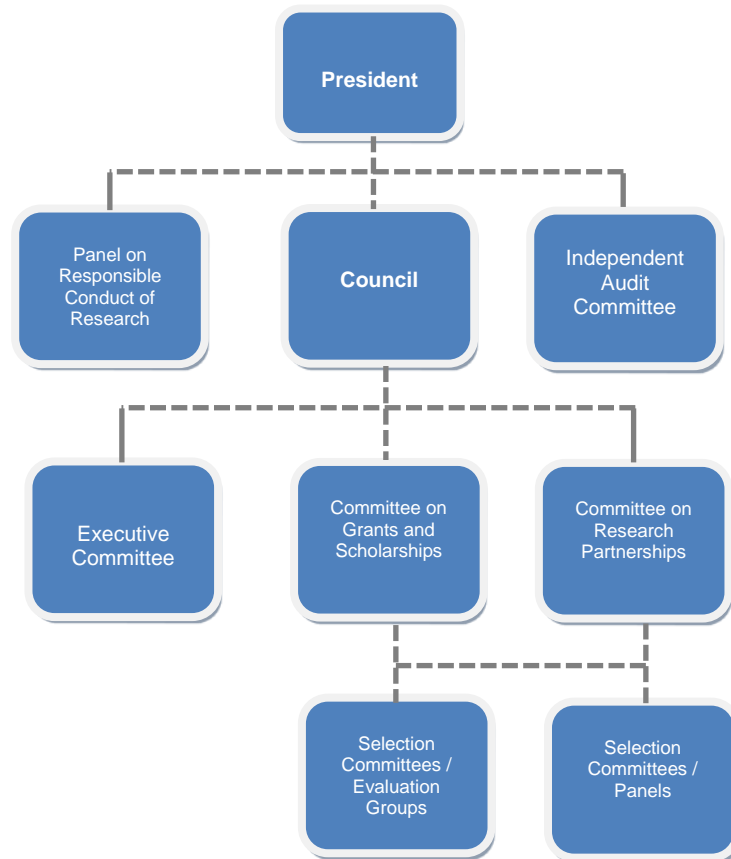 President
Panel on
Responsible
Conduct of
Research
Council
Independent
Audit
Committee
Executive
Committee
Committee on
Grants and
Scholarships
Committee on
Research
Partnerships
Selection
Committees /
Evaluation
Groups
Selection
Committees /
Panels